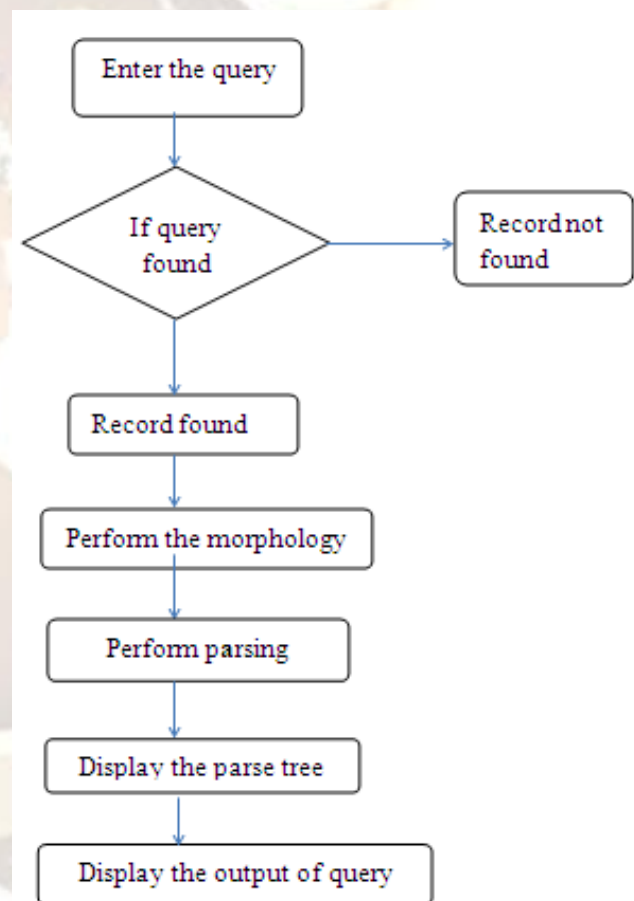 Enter the query
If query
found
Record not
found
Record found
Perform the morphology
Perform parsing
Display the parse tree
Display the output of query